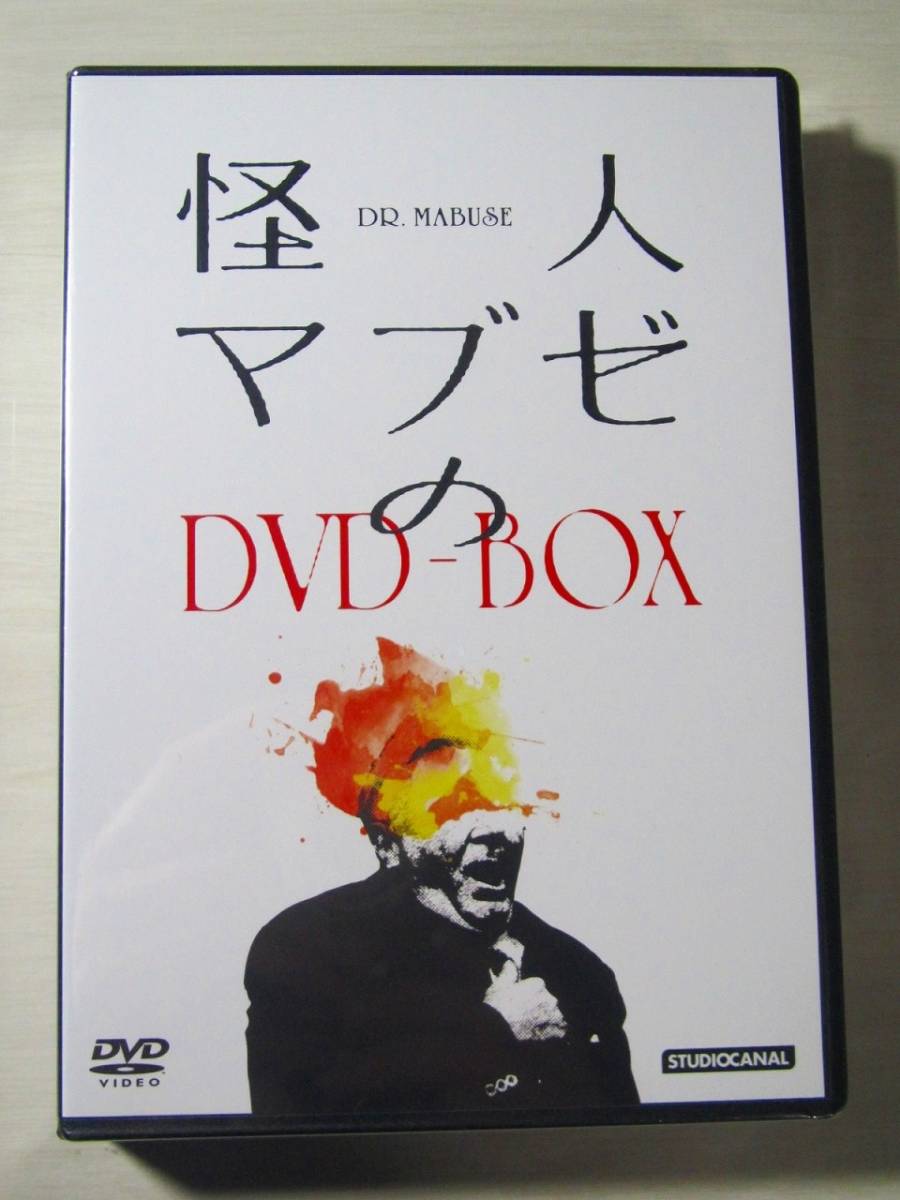 怪人
DR. MABUSE
マブゼ
の
DVD-BOX
DVD
VIDEO
STUDIOCANAL